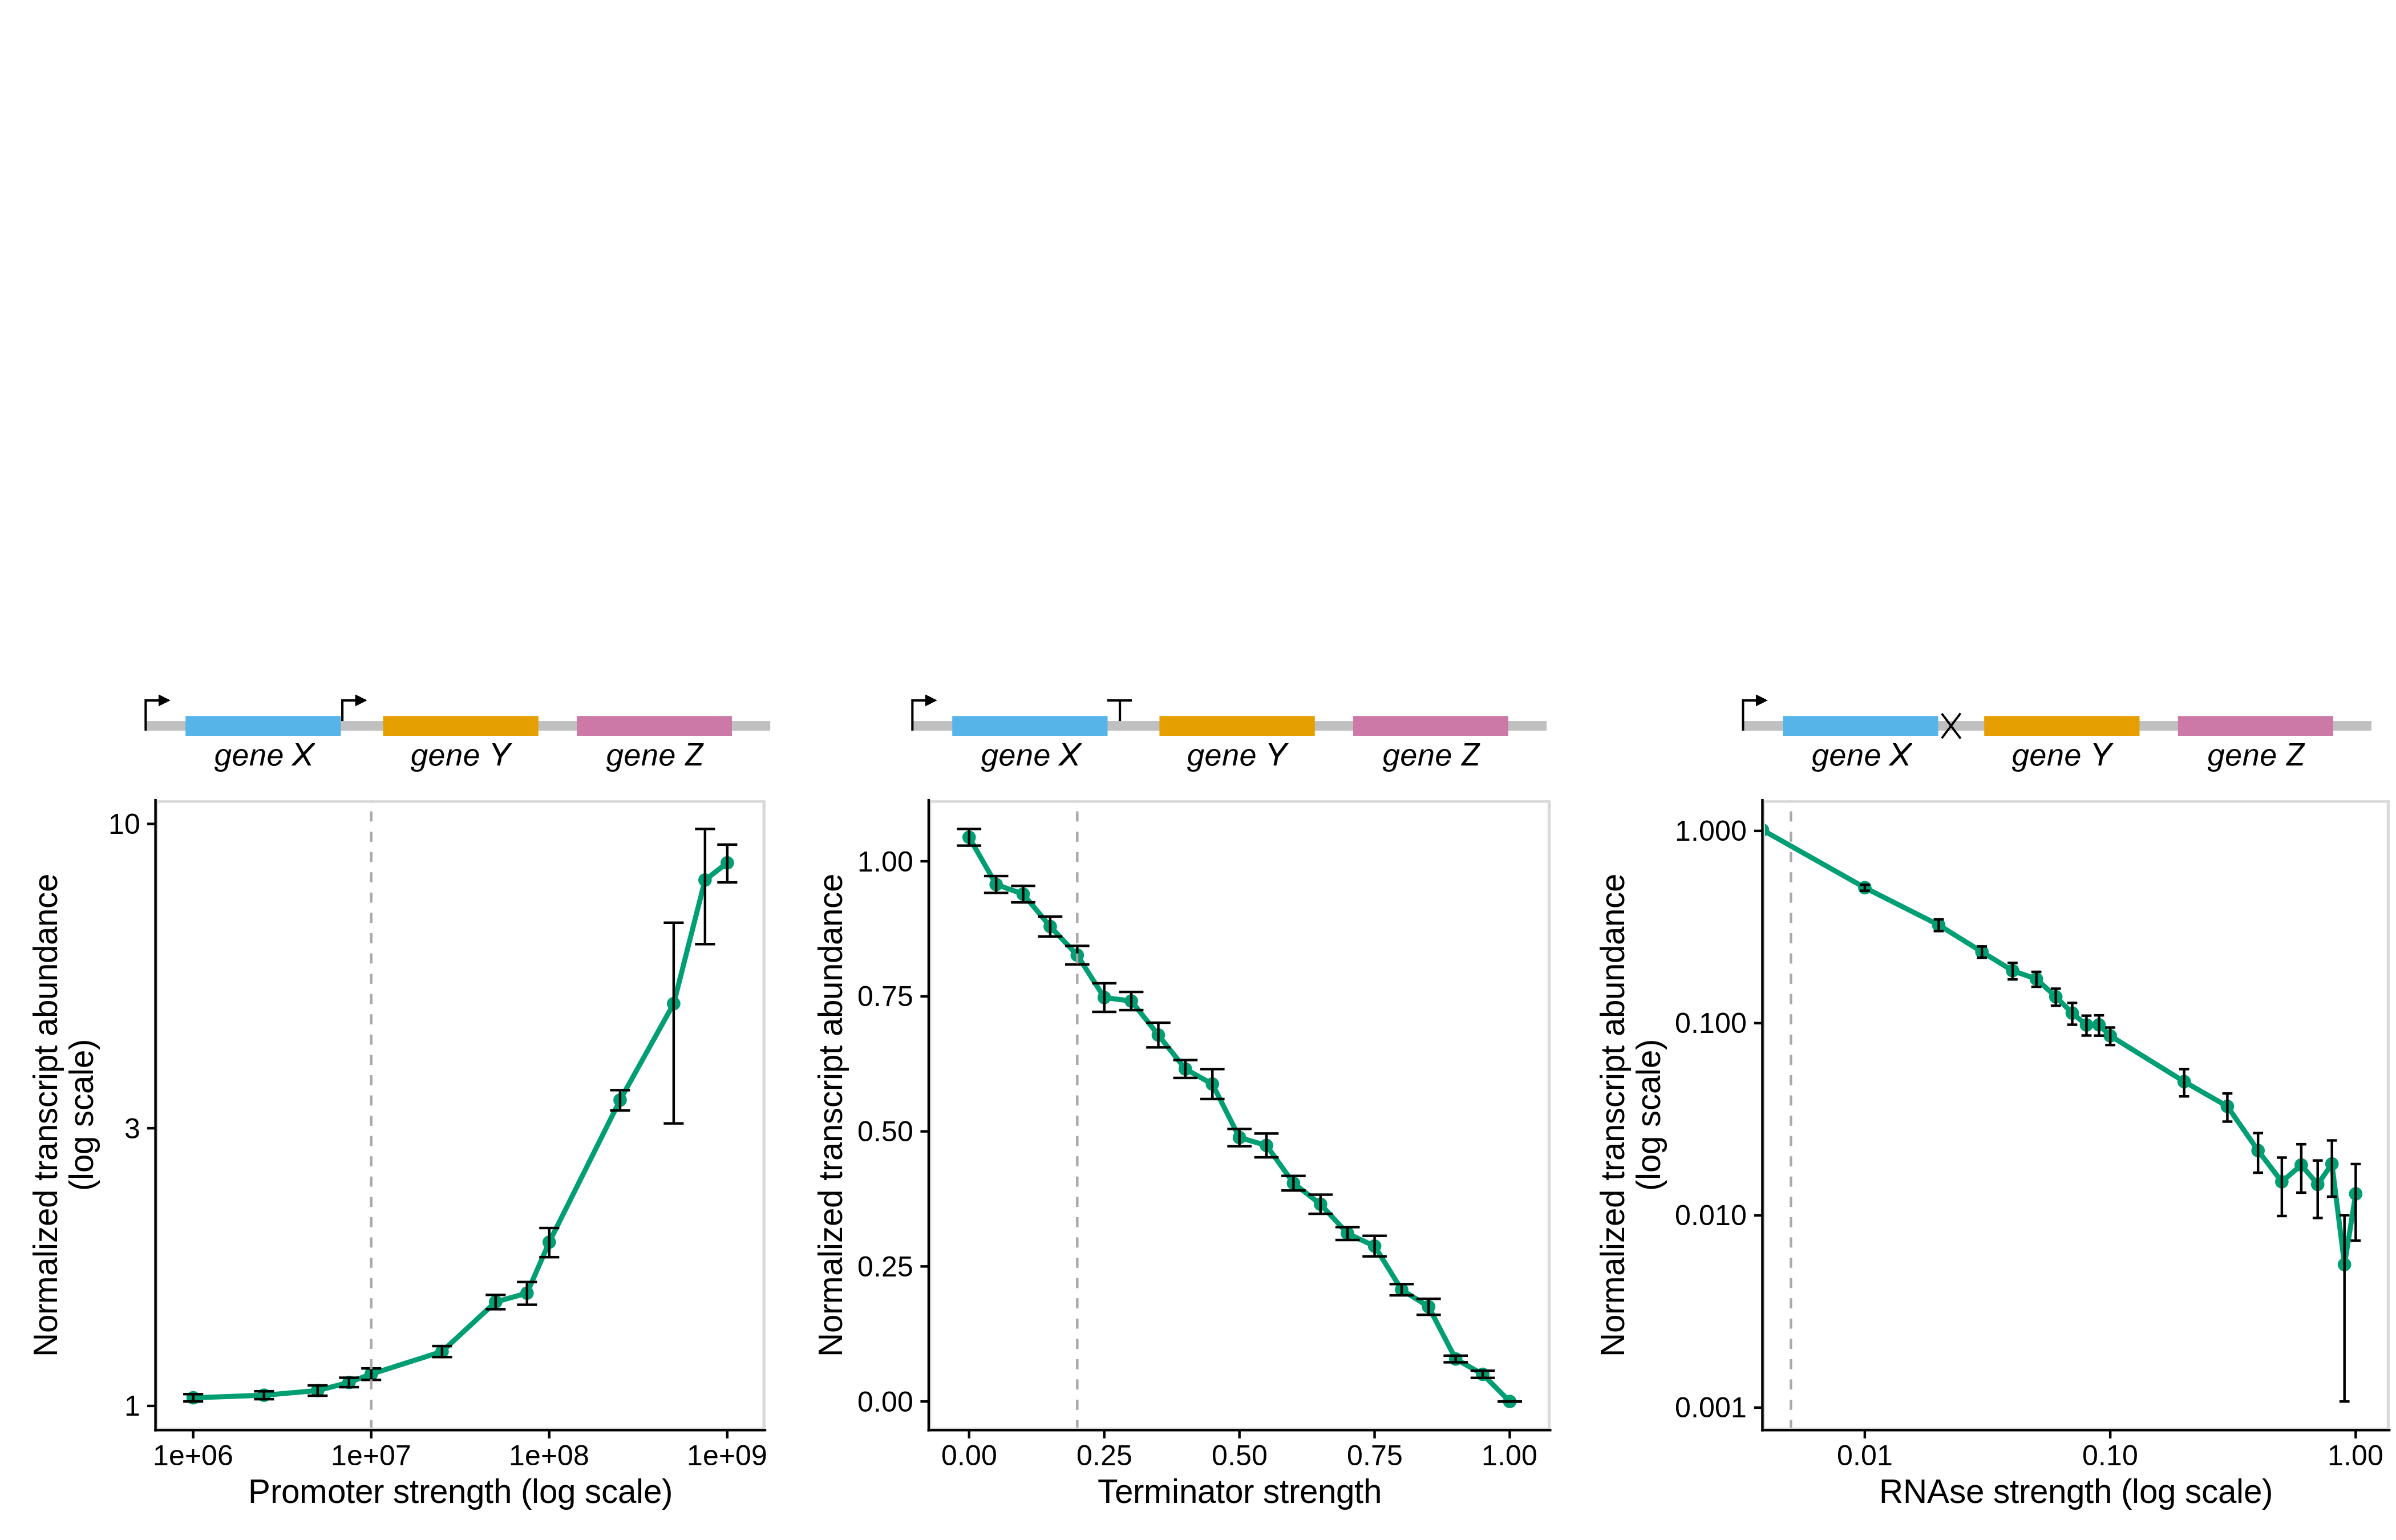 gene X gene Y gene Z
Normalized transcript abundance
(log scale)
10
3
1
1e+06 1e+07 1e+08 1e+09
Promoter strength (log scale)
gene X gene Y gene Z
Normalized transcript abundance
1.00
0.75
0.50
0.25
0.00
0.00 0.25 0.50 0.75 1.00
Terminator strength
gene X gene Y gene Z
Normalized transcript abundance
(log scale)
1.000
0.100
0.010
0.001
0.01 0.10 1.00
RNAse strength (log scale)